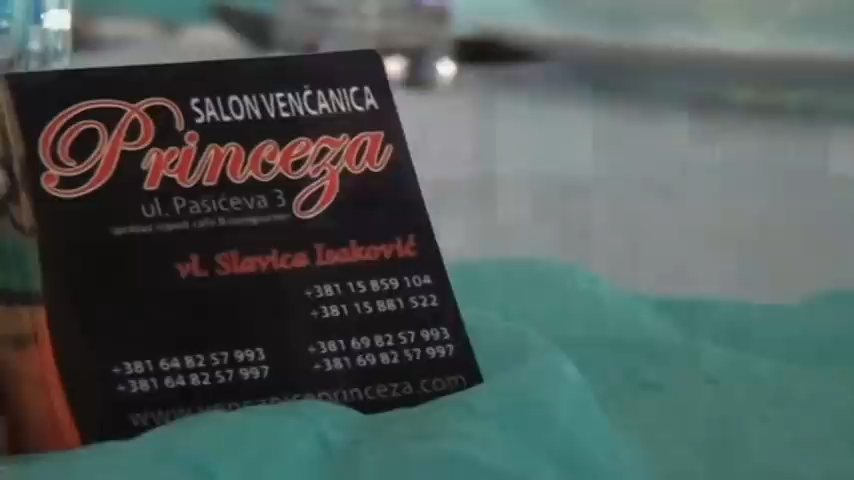 SALON VENČANICA
Princeza
ul. Pasiceva 3
vl. Slavica Isaković
+381 15 859 104
+381 15 881 522
+381 64 82 57 993
+381 69 82 57 993
+381 64 82 57 997
+381 69 82 57 997